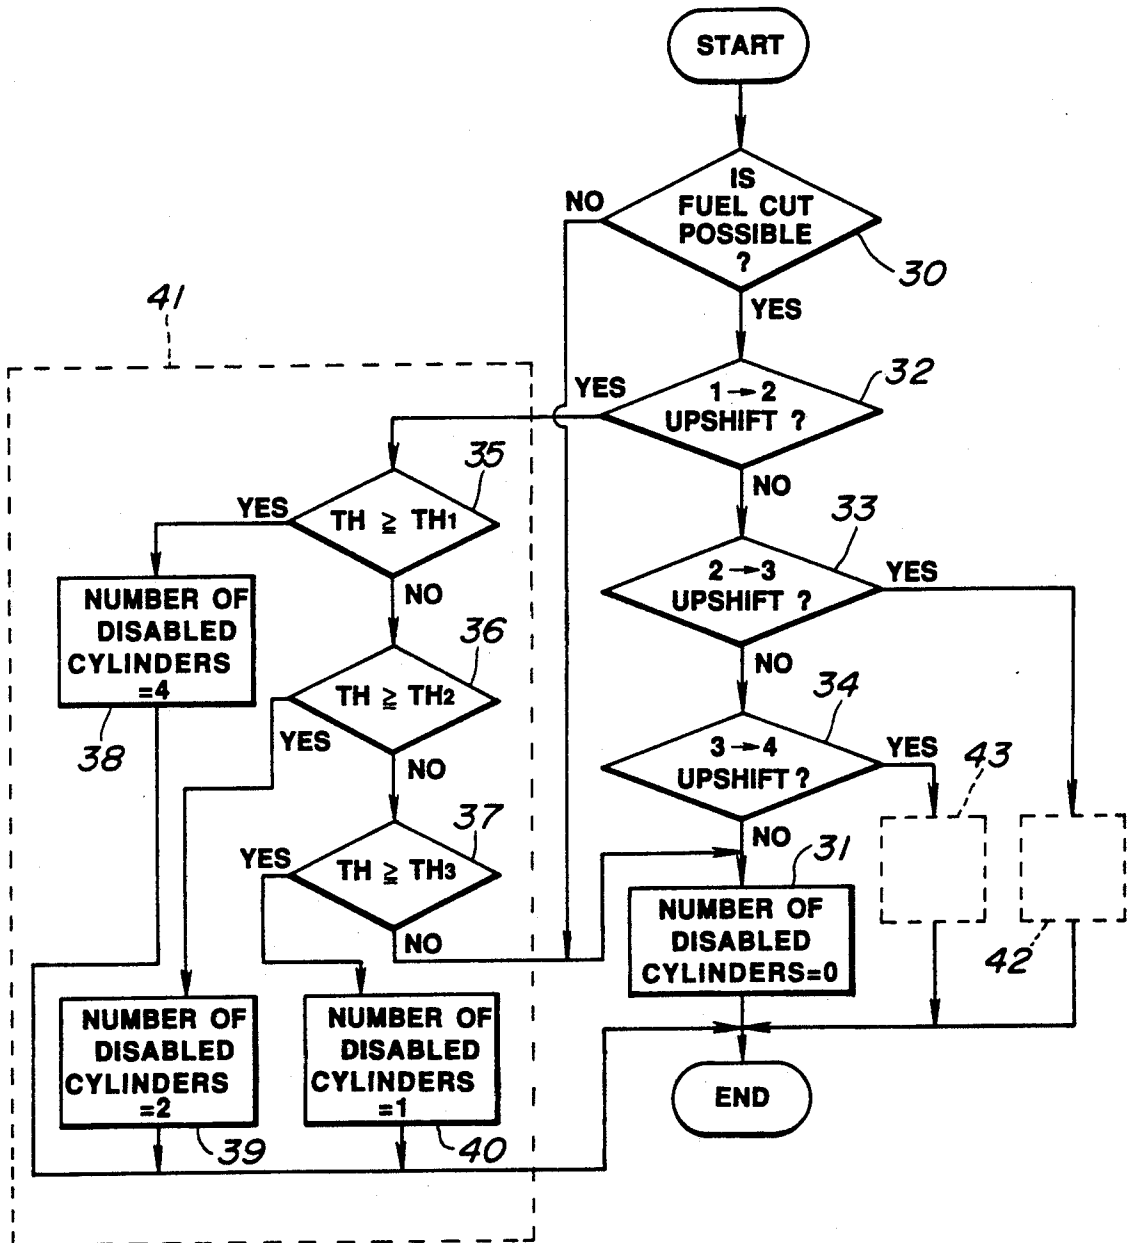 START
IS
FUEL CUT
POSSIBLE
?
NO
30
YES
41
1→2
UPSHIFT ?
YES
32
NO
35
TH ≧ TH1
YES
NO
33
2→3
UPSHIFT ?
YES
NO
NUMBER OF
DISABLED
CYLINDERS
=4
38
36
TH ≧ TH2
YES
NO
34
3→4
UPSHIFT ?
YES
NO
43
42
37
TH ≧ TH3
YES
NO
31
NUMBER OF
DISABLED
CYLINDERS=0
NUMBER OF
DISABLED
CYLINDERS
=2
39
NUMBER OF
DISABLED
CYLINDERS
=1
40
END